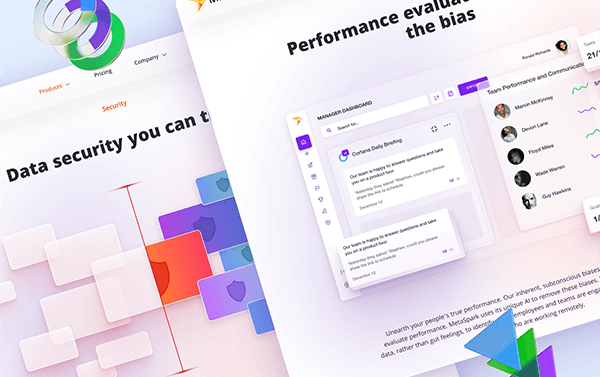 Products
Pricing
Company
Security
Data security you can
Performance
the bias
Ronald Richards
MANAGER DASHBOARD
Search for...
Cortana Daily Briefing
Our team is happy to answer questions and take
you on a product tour.
Yesterday they asked "Stephen, could you please
share the link to schedule
December 12
Our team is happy to answer questions and take
you on a product tour.
Yesterday they asked "Stephen, could you please
share the link to schedule
December 12
Team Performance and
Marvin McKinney
Devon Lane
Floyd Miles
Wade Warren
Guy Hawkins
Tasks
21/
Goals
Unearth your people's true performance. Our inherent, subconscious biases
evaluate performance. MetaSpark uses its unique AI to remove these biases.
employees and teams are
data, rather than gut feelings, to
who are working remotely.